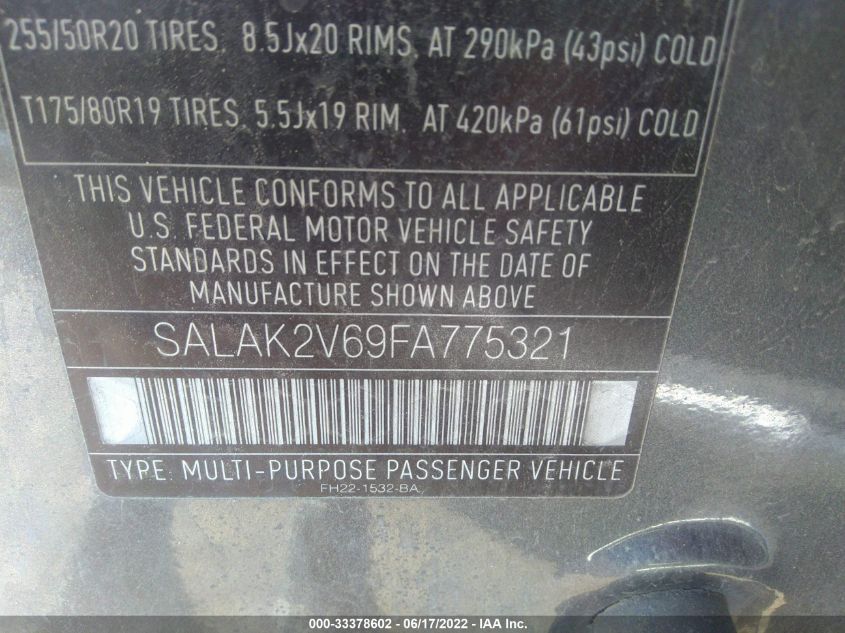 255/50R20 TIRES. 8.5Jx20 RIMS. AT 290kPa (43psi) COLD
T175/80R19 TIRES. 5.5Jx19 RIM. AT 420kPa (61psi) COLD
THIS VEHICLE CONFORMS TO ALL APPLICABLE
U.S. FEDERAL MOTOR VEHICLE SAFETY
STANDARDS IN EFFECT ON THE DATE OF
MANUFACTURE SHOWN ABOVE
SALAK2V69FA775321
TYPE: MULTI-PURPOSE PASSENGER VEHICLE
FH22-1532-BA
000-33378602 - 06/17/2022 - IAA Inc.